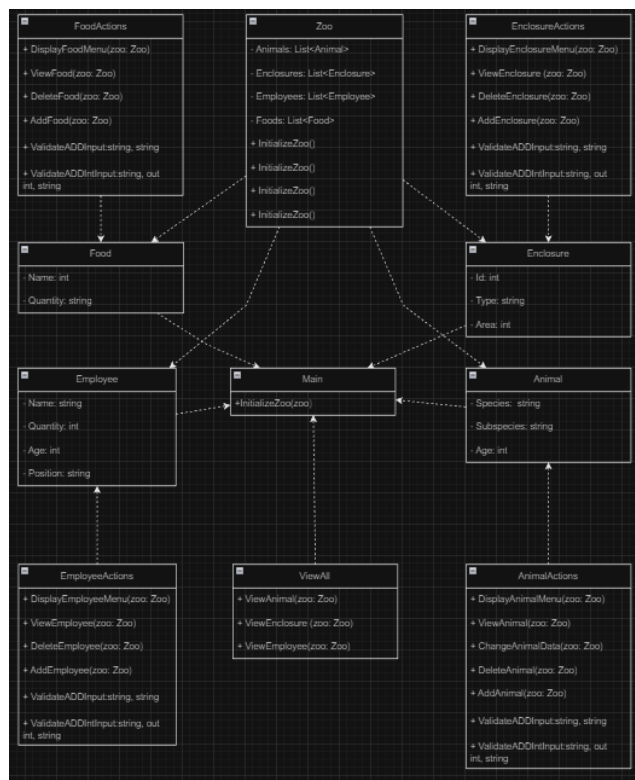 FoodActions
+ DisplayFoodMenu(zoo: Zoo)
+ ViewFood(zoo: Zoo)
+ DeleteFood(zoo: Zoo)
+ AddFood(zoo: Zoo)
+ ValidateADDInput:string, string
+ ValidateADDIntInput:string, out
int, string
Zoo
- Animals: List<Animal>
- Enclosures: List<Enclosure>
- Employees: List<Employee>
- Foods: List<Food>
+ InitializeZoo()
+ InitializeZoo()
+ InitializeZoo()
+ InitializeZoo()
EnclosureActions
+ DisplayEnclosureMenu(zoo: Zoo)
+ ViewEnclosure (zoo: Zoo)
+ DeleteEnclosure(zoo: Zoo)
+ AddEnclosure(zoo: Zoo)
+ ValidateADDInput:string, string
+ ValidateADDIntInput:string, out
int, string
Food
- Name: int
- Quantity: string
Enclosure
- Id: int
- Type: string
- Area: int
Employee
- Name: string
- Quantity: int
- Age: int
- Position: string
Main
+InitializeZoo(zoo)
Animal
- Species: string
- Subspecies: string
- Age: int
EmployeeActions
+ DisplayEmployeeMenu(zoo: Zoo)
+ ViewEmployee(zoo: Zoo)
+ DeleteEmployee(zoo: Zoo)
+ AddEmployee(zoo: Zoo)
+ ValidateADDInput:string, string
+ ValidateADDIntInput:string, out
int, string
ViewAll
+ ViewAnimal(zoo: Zoo)
+ ViewEnclosure (zoo: Zoo)
+ ViewEmployee(zoo: Zoo)
AnimalActions
+ DisplayAnimalMenu(zoo: Zoo)
+ ViewAnimal(zoo: Zoo)
+ ChangeAnimalData(zoo: Zoo)
+ DeleteAnimal(zoo: Zoo)
+ AddAnimal(zoo: Zoo)
+ ValidateADDInput:string, string
+ ValidateADDIntInput:string, out
int, string